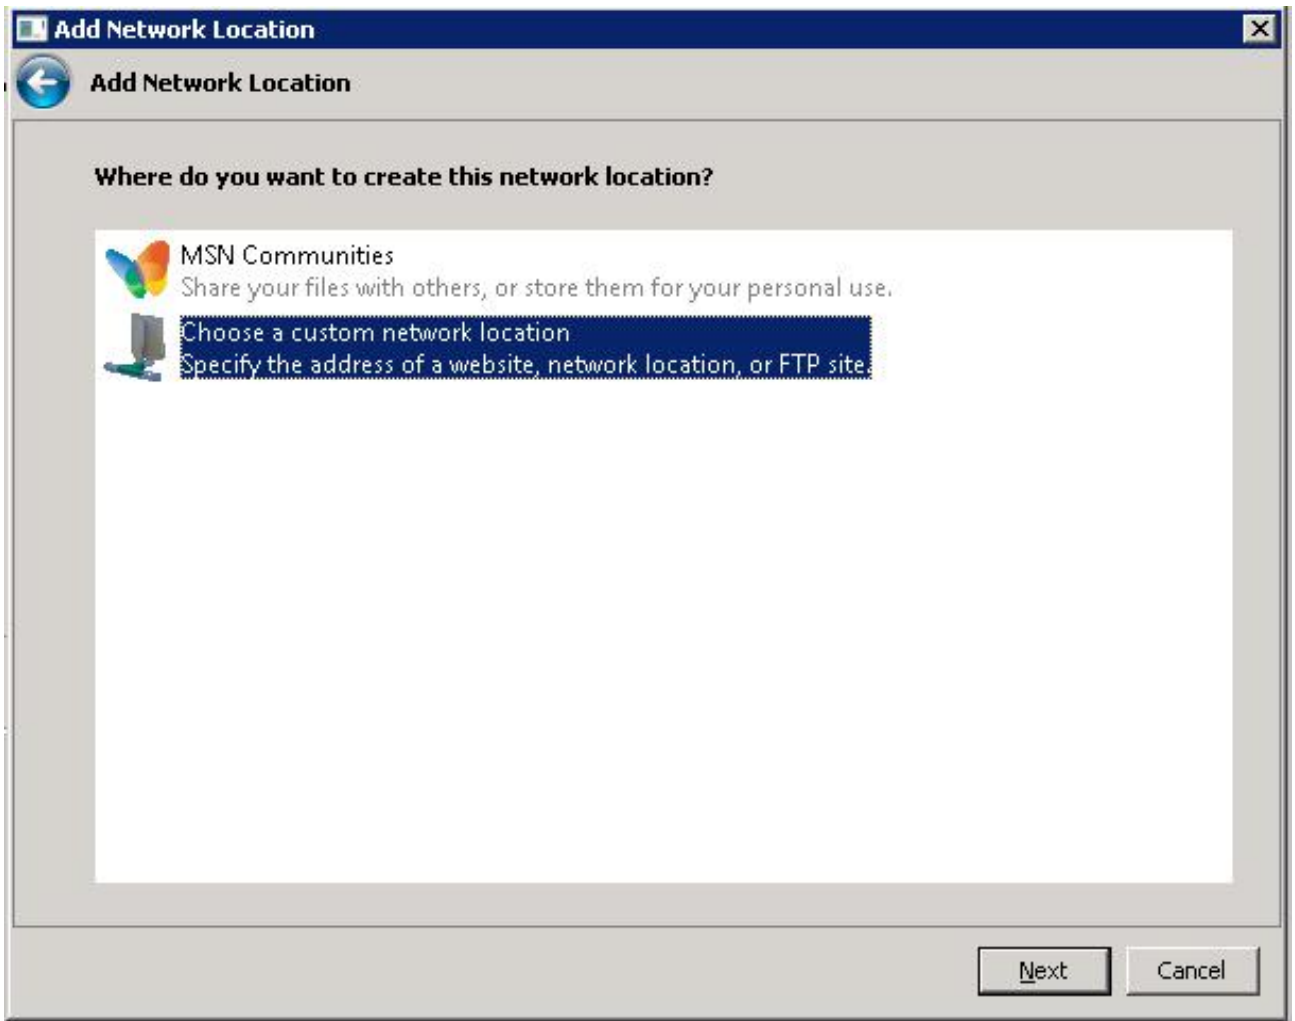 Add Network Location
Add Network Location
Where do you want to create this network location?
MSN Communities
Share your files with others, or store them for your personal use.
Choose a custom network location
Specify the address of a website, network location, or FTP site.
Next
Cancel